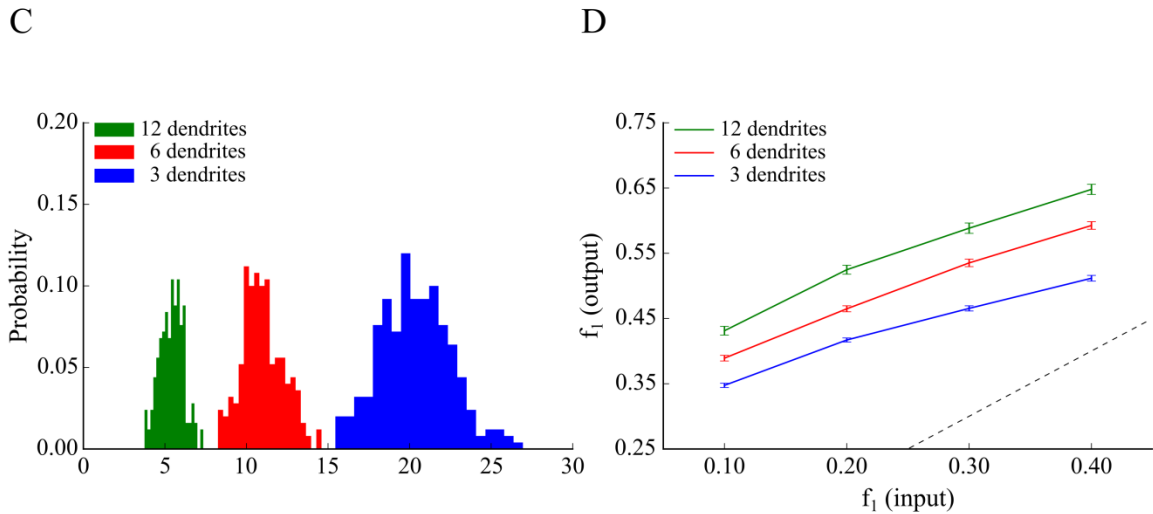 C
D
0.20
0.15
0.10
0.05
0.00
Probability
12 dendrites
6 dendrites
3 dendrites
0 5 10 15 20 25 30
0.75
0.65
0.55
0.45
0.35
0.25
f₁ (output)
12 dendrites
6 dendrites
3 dendrites
0.10 0.20 0.30 0.40
f₁ (input)